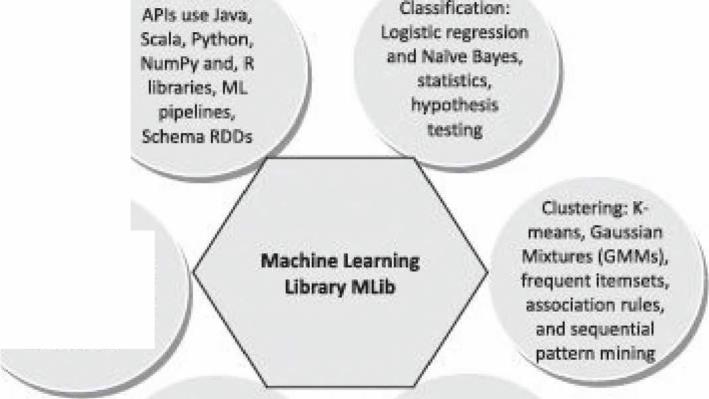 APIs use Java,
Scala, Python,
NumPy and, R
libraries, ML
pipelines,
Schema RDDs
Classification:
Logistic regression
and Naïve Bayes,
statistics,
hypothesis
testing
Machine Learning
Library MLib
Clustering: K-
means, Gaussian
Mixtures (GMMs),
frequent itemsets,
association rules,
and sequential
pattern mining